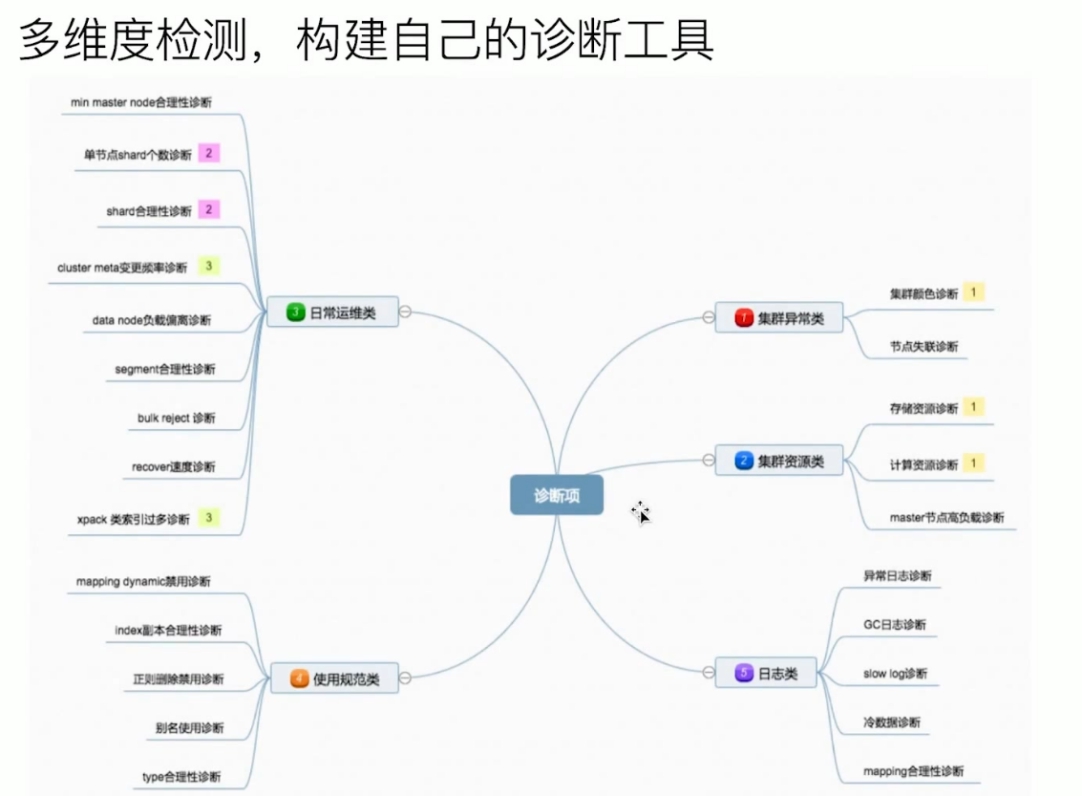 多维度检测，构建自己的诊断工具
min master node合理性诊断
单节点shard个数诊断 2
shard合理性诊断 2
cluster meta变更频率诊断 3
data node负载偏离诊断
segment合理性诊断
bulk reject 诊断
recover速度诊断
xpack 类索引过多诊断 3
3 日常运维类
mapping dynamic禁用诊断
index副本合理性诊断
正则删除禁用诊断
别名使用诊断
type合理性诊断
4 使用规范类
诊断项
1 集群异常类
集群颜色诊断 1
节点失联诊断
2 集群资源类
存储资源诊断 1
计算资源诊断 1
master节点高负载诊断
5 日志类
异常日志诊断
GC日志诊断
slow log诊断
冷数据诊断
mapping合理性诊断